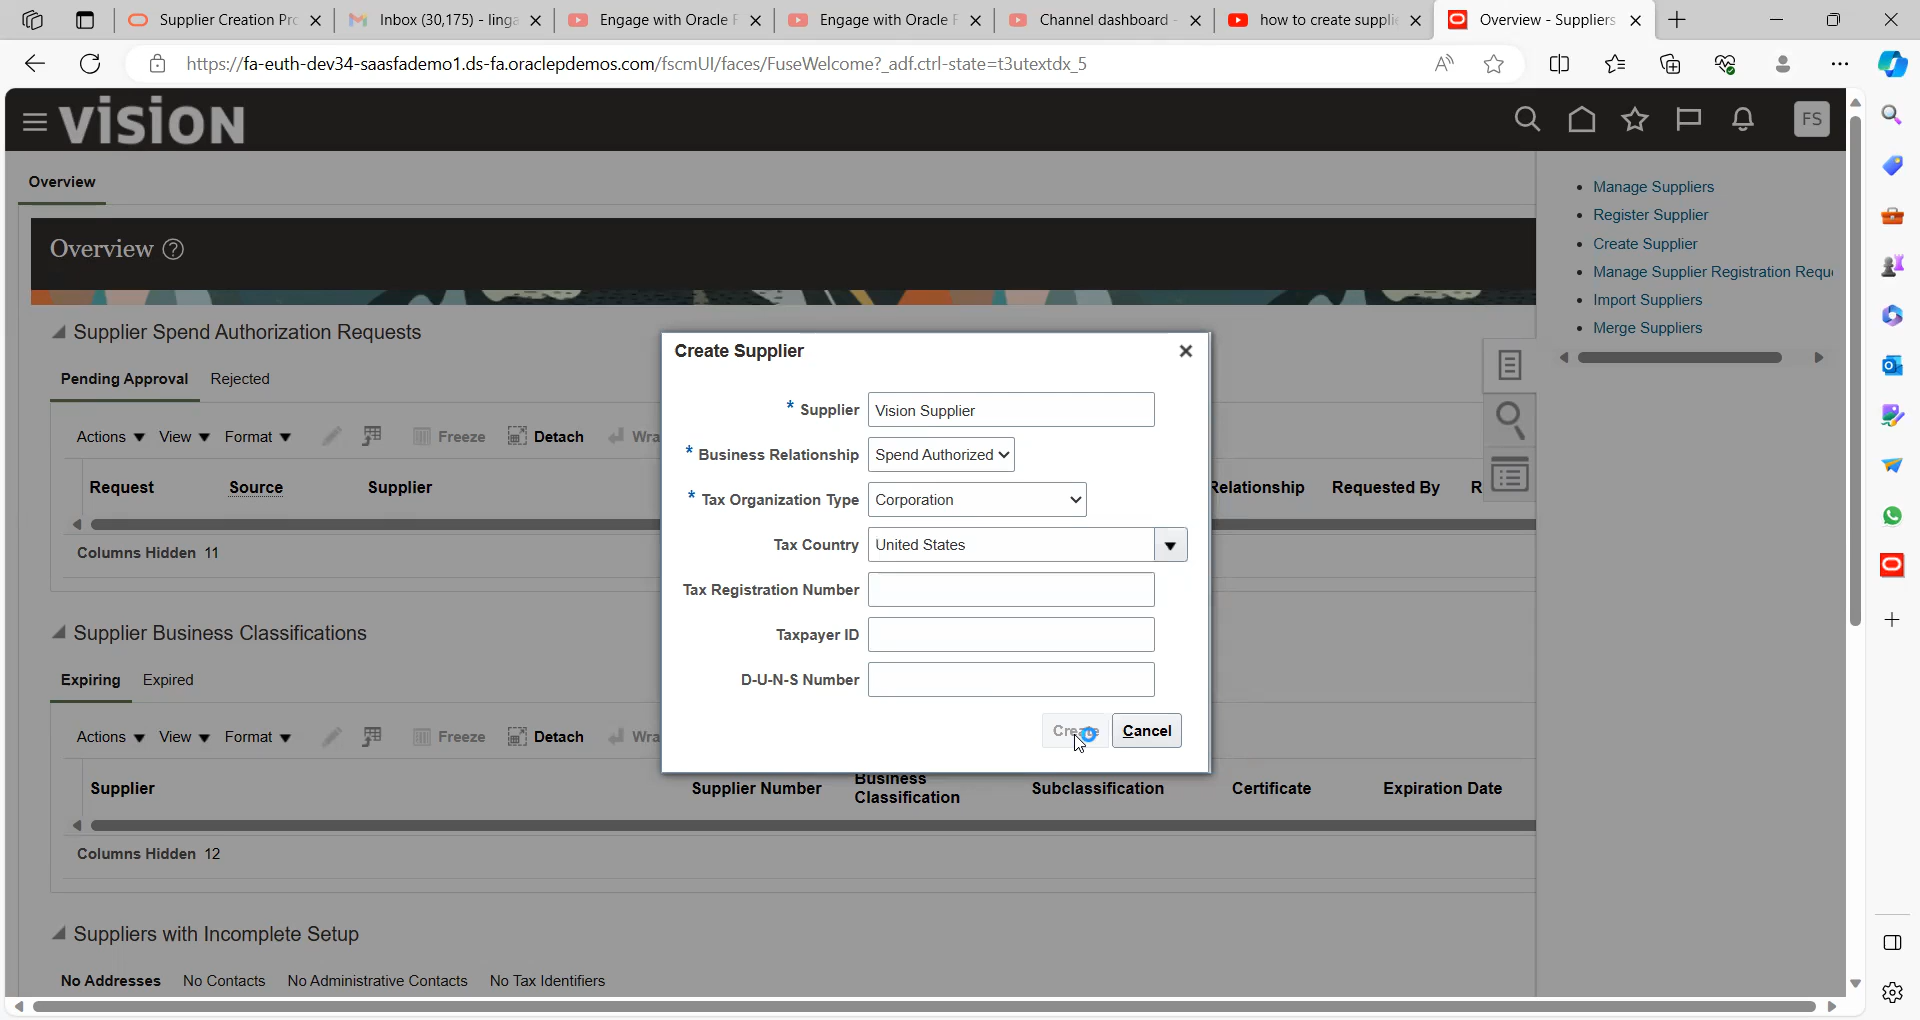 Supplier Creation Pr
Inbox (30,175) - linga
Engage with Oracle F
Engage with Oracle F
Channel dashboard -
how to create supplie
Overview - Suppliers
https://fa-euth-dev34-saasfademo1.ds-fa.oraclepdemos.com/fscmUI/faces/FuseWelcome?_adf.ctrl-state=t3utextdx_5
VISION
FS
Overview
Manage Suppliers
Register Supplier
Create Supplier
Manage Supplier Registration Requ
Import Suppliers
Merge Suppliers
Overview ?
Supplier Spend Authorization Requests
Pending Approval Rejected
Actions View Format Freeze Detach Wra
Request Source Supplier Relationship Requested By R
Columns Hidden 11
Create Supplier
* Supplier Vision Supplier
* Business Relationship Spend Authorized
* Tax Organization Type Corporation
Tax Country United States
Tax Registration Number
Taxpayer ID
D-U-N-S Number
Create Cancel
Supplier Business Classifications
Expiring Expired
Actions View Format Freeze Detach Wra
Supplier Supplier Number Business Classification Subclassification Certificate Expiration Date
Columns Hidden 12
Suppliers with Incomplete Setup
No Addresses No Contacts No Administrative Contacts No Tax Identifiers